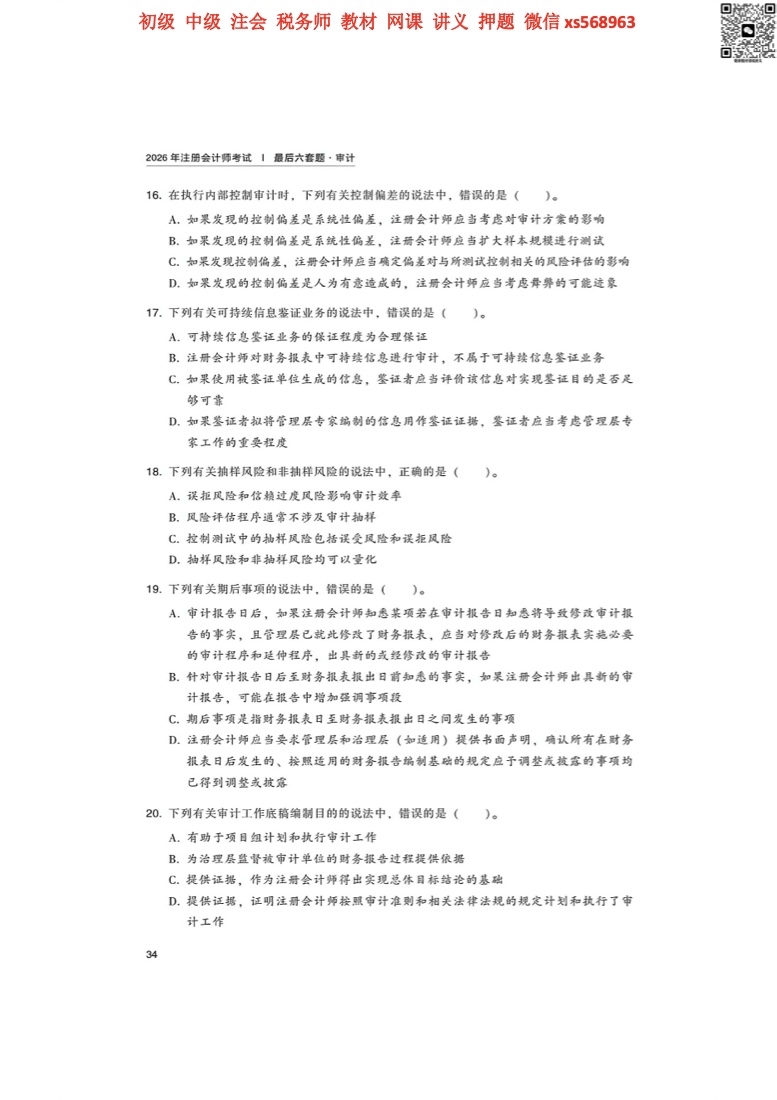 初级 中级 注会 税务师 教材 网课 讲义 押题 微信 xs568963
2026 年注册会计师考试 | 最后六套题·审计
16. 在执行内部控制审计时，下列有关控制偏差的说法中，错误的是（　　）。
A. 如果发现的控制偏差是系统性偏差，注册会计师应当考虑对审计方案的影响
B. 如果发现的控制偏差是系统性偏差，注册会计师应当扩大样本规模进行测试
C. 如果发现控制偏差，注册会计师应当确定偏差对与所测试控制相关的风险评估的影响
D. 如果发现的控制偏差是人为有意造成的，注册会计师应当考虑舞弊的可能迹象
17. 下列有关可持续信息鉴证业务的说法中，错误的是（　　）。
A. 可持续信息鉴证业务的保证程度为合理保证
B. 注册会计师对财务报表中可持续信息进行审计，不属于可持续信息鉴证业务
C. 如果使用被鉴证单位生成的信息，鉴证者应当评价该信息对实现鉴证目的是否足
够可靠
D. 如果鉴证者拟将管理层专家编制的信息用作鉴证证据，鉴证者应当考虑管理层专
家工作的重要程度
18. 下列有关抽样风险和非抽样风险的说法中，正确的是（　　）。
A. 误拒风险和信赖过度风险影响审计效率
B. 风险评估程序通常不涉及审计抽样
C. 控制测试中的抽样风险包括误受风险和误拒风险
D. 抽样风险和非抽样风险均可以量化
19. 下列有关期后事项的说法中，错误的是（　　）。
A. 审计报告日后，如果注册会计师知悉某项若在审计报告日知悉将导致修改审计报
告的事实，且管理层已就此修改了财务报表，应当对修改后的财务报表实施必要
的审计程序和延伸程序，出具新的或经修改的审计报告
B. 针对审计报告日后至财务报表报出日前知悉的事实，如果注册会计师出具新的审
计报告，可能在报告中增加强调事项段
C. 期后事项是指财务报表日至财务报表报出日之间发生的事项
D. 注册会计师应当要求管理层和治理层（如适用）提供书面声明，确认所有在财务
报表日后发生的、按照适用的财务报告编制基础的规定应予调整或披露的事项均
已得到调整或披露
20. 下列有关审计工作底稿编制目的的说法中，错误的是（　　）。
A. 有助于项目组计划和执行审计工作
B. 为治理层监督被审计单位的财务报告过程提供依据
C. 提供证据，作为注册会计师得出实现总体目标结论的基础
D. 提供证据，证明注册会计师按照审计准则和相关法律法规的规定计划和执行了审
计工作
34